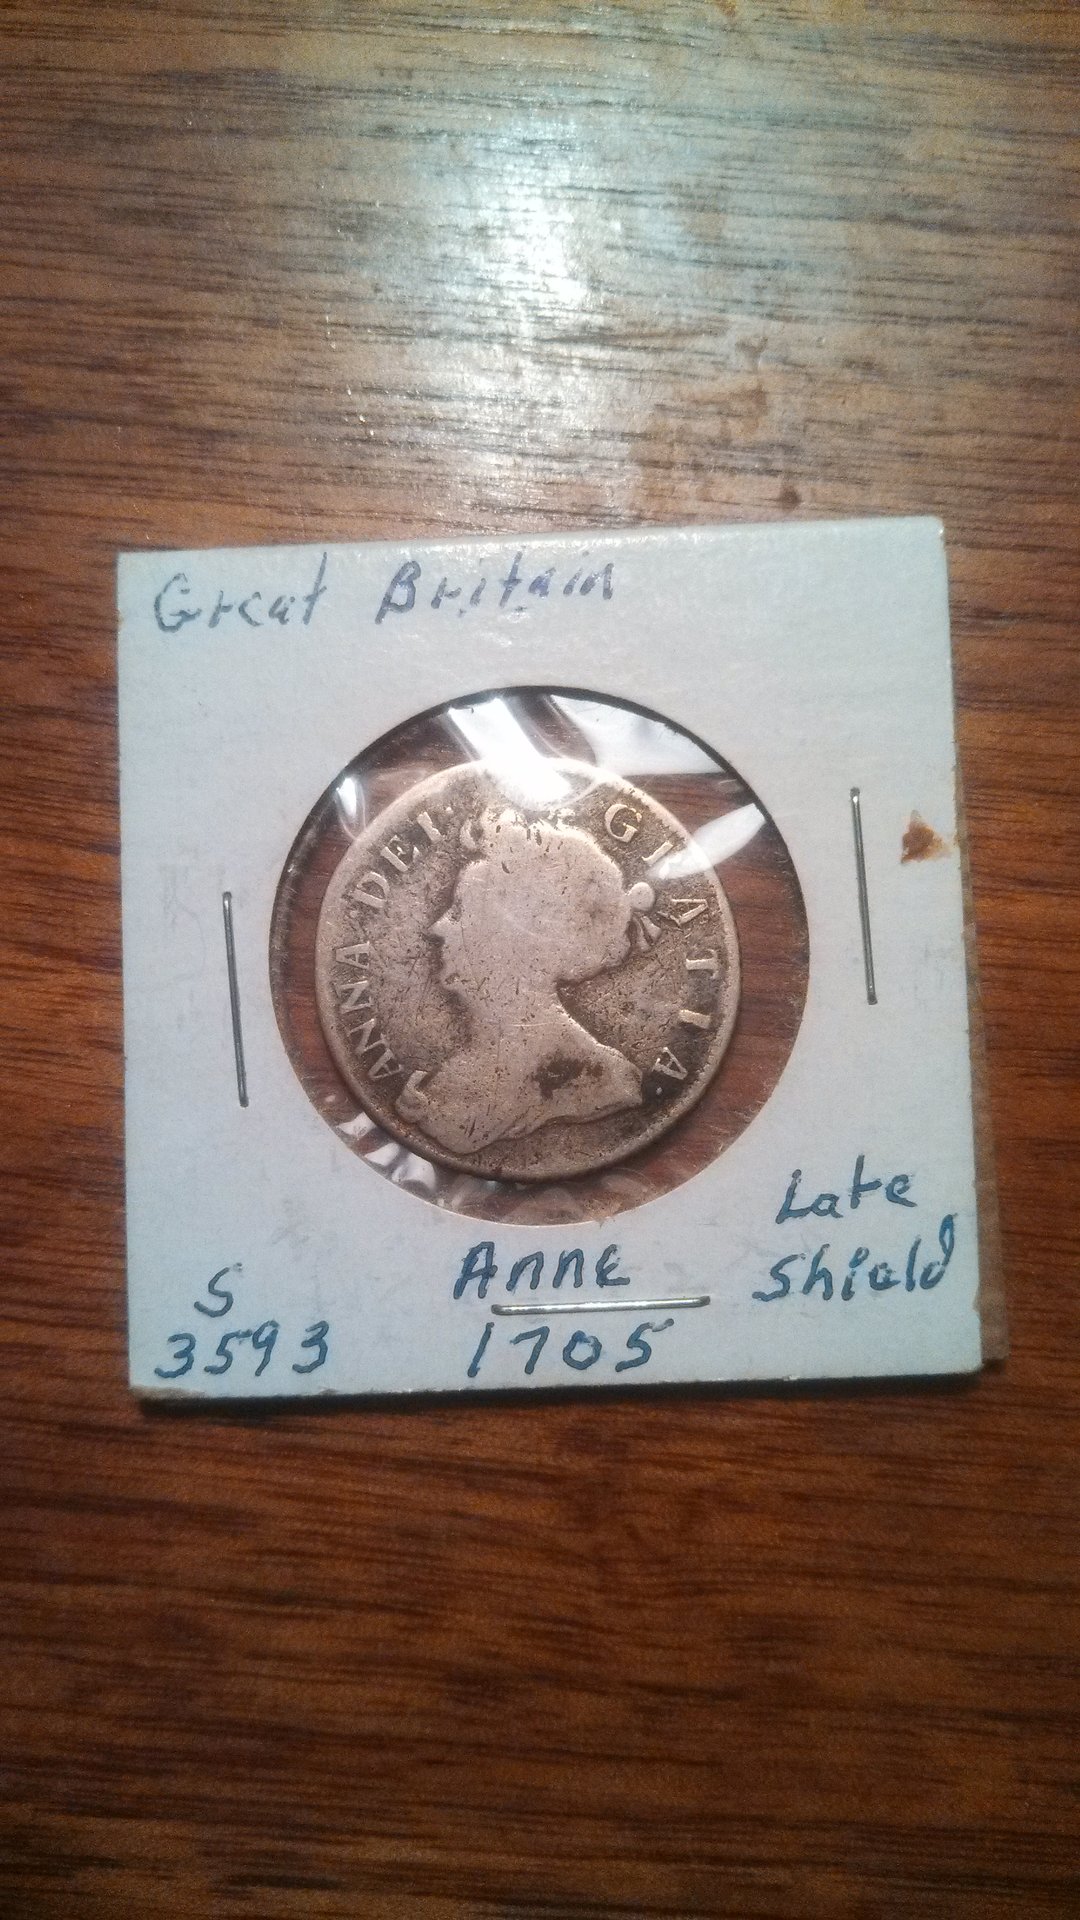 Great Britain
ANNA DEI GRATIA
Late
Shield
Anne
S
3593
1705